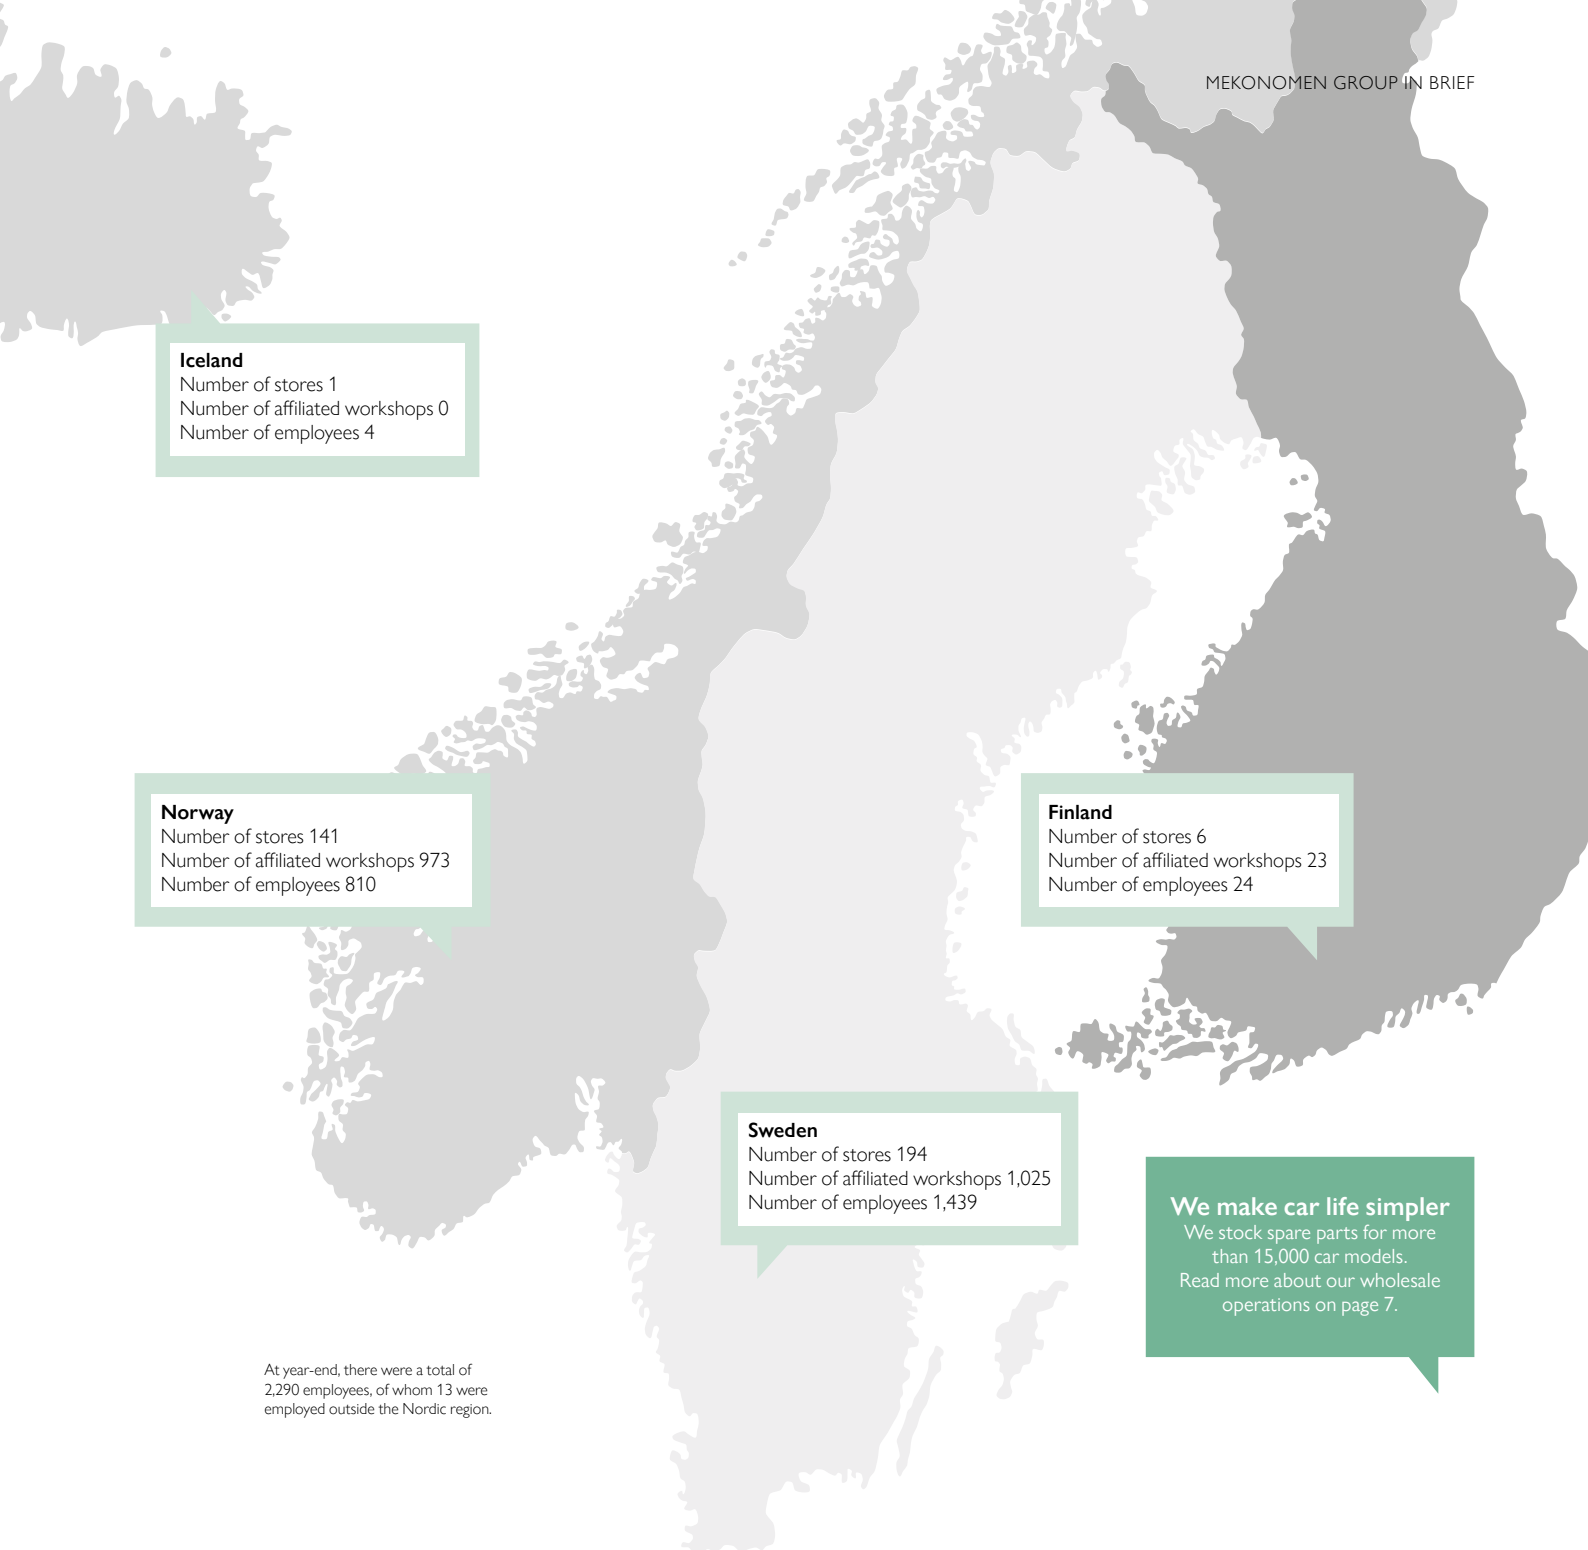 MEKONOMEN GROUP IN BRIEF
Iceland
Number of stores 1
Number of affiliated workshops 0
Number of employees 4
Norway
Number of stores 141
Number of affiliated workshops 973
Number of employees 810
Finland
Number of stores 6
Number of affiliated workshops 23
Number of employees 24
Sweden
Number of stores 194
Number of affiliated workshops 1,025
Number of employees 1,439
We make car life simpler
We stock spare parts for more
than 15,000 car models.
Read more about our wholesale
operations on page 7.
At year-end, there were a total of
2,290 employees, of whom 13 were
employed outside the Nordic region.